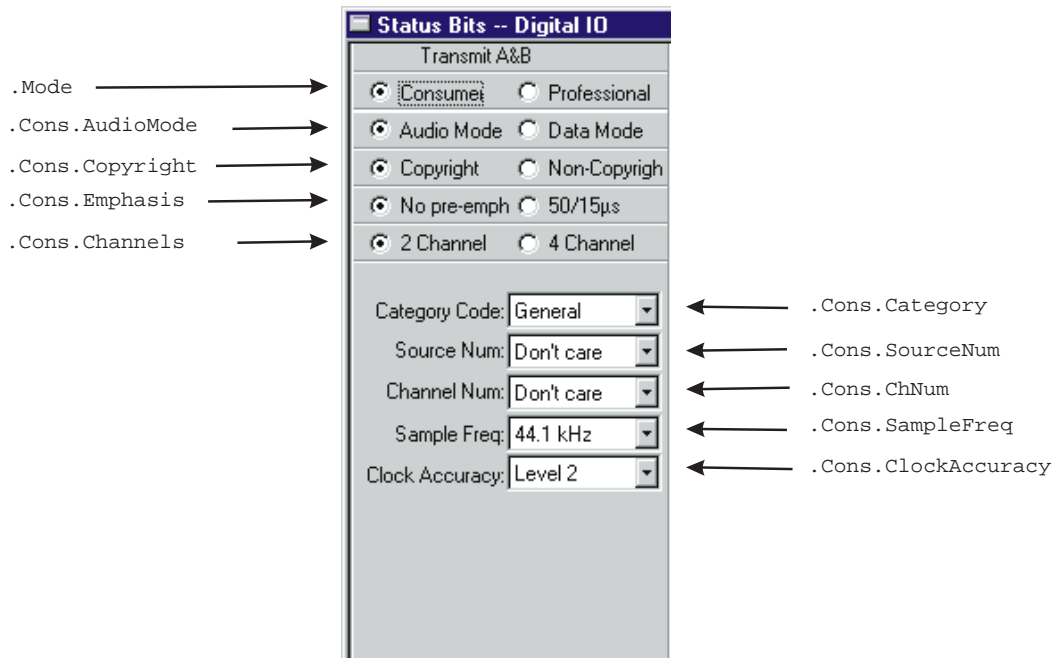 Status Bits -- Digital IO
Transmit A&B
.Mode
Consumer Professional
.Cons.AudioMode
Audio Mode Data Mode
.Cons.Copyright
Copyright Non-Copyrigh
.Cons.Emphasis
No pre-emph 50/15µs
.Cons.Channels
2 Channel 4 Channel
Category Code: General .Cons.Category
Source Num: Don't care .Cons.SourceNum
Channel Num: Don't care .Cons.ChNum
Sample Freq: 44.1 kHz .Cons.SampleFreq
Clock Accuracy: Level 2 .Cons.ClockAccuracy